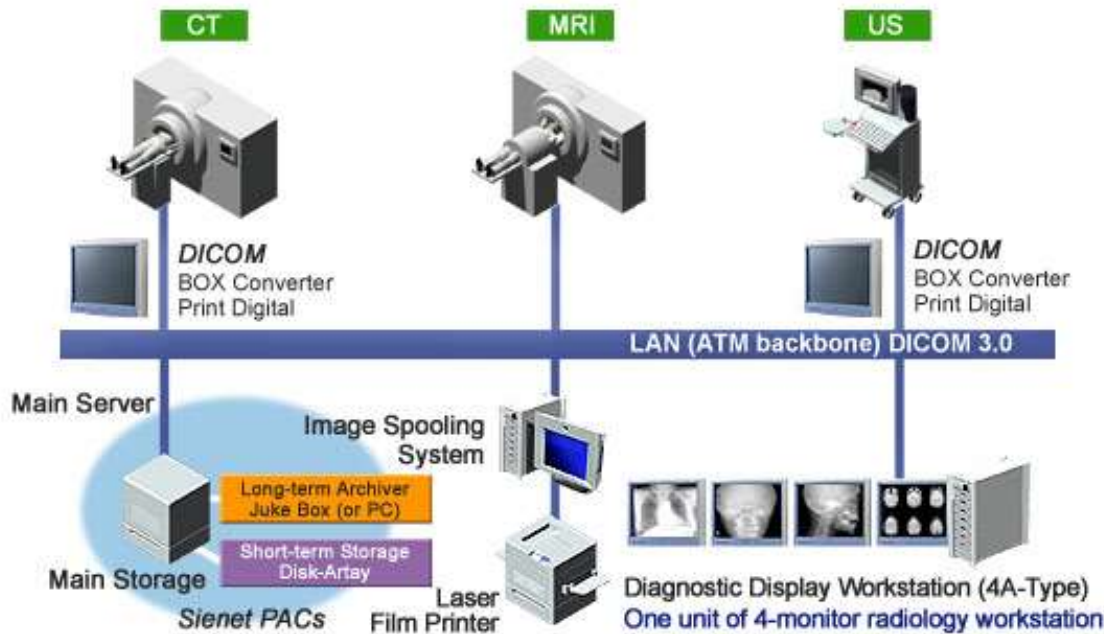 CT
MRI
US
DICOM
BOX Converter
Print Digital
DICOM
BOX Converter
Print Digital
LAN (ATM backbone) DICOM 3.0
Main Server
Image Spooling
System
Long-term Archiver
Juke Box (or PC)
Short-term Storage
Disk-Artay
Main Storage
Sienet PACs
Laser
Film Printer
Diagnostic Display Workstation (4A-Type)
One unit of 4-monitor radiology workstation